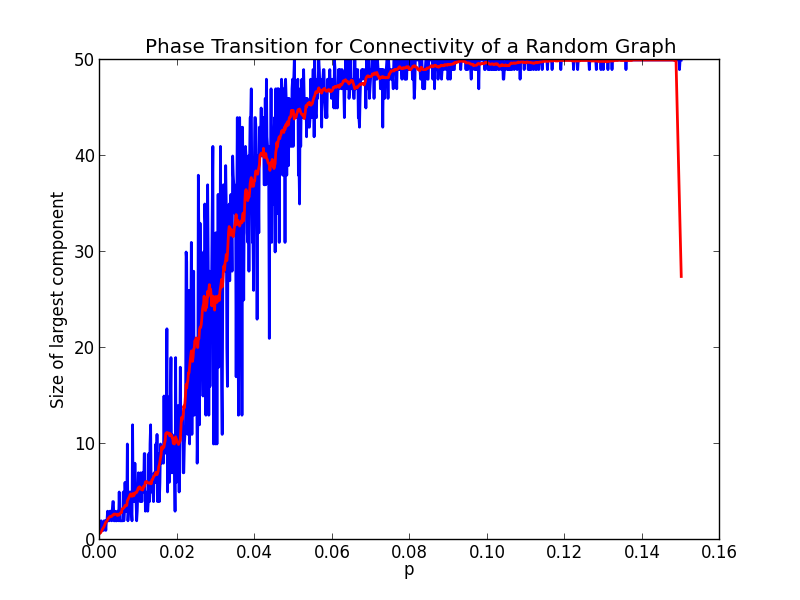 Phase Transition for Connectivity of a Random Graph
Size of largest component
50
40
30
20
10
0
0.00 0.02 0.04 0.06 0.08 0.10 0.12 0.14 0.16
p